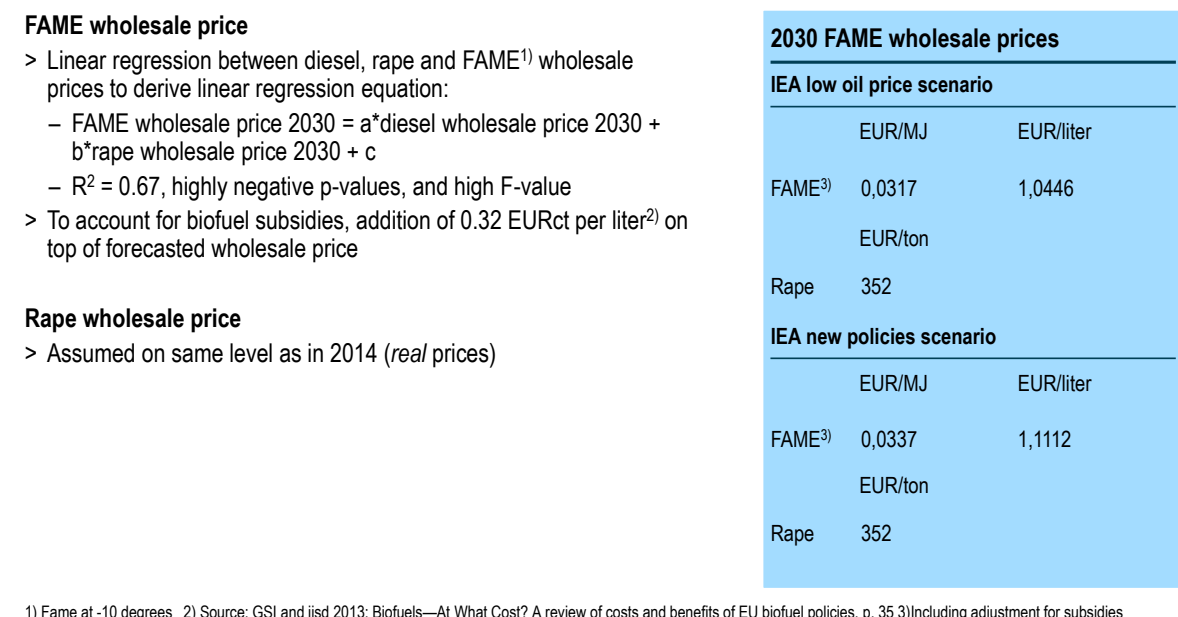 FAME wholesale price
> Linear regression between diesel, rape and FAME1) wholesale
prices to derive linear regression equation:
– FAME wholesale price 2030 = a*diesel wholesale price 2030 +
b*rape wholesale price 2030 + c
– R2 = 0.67, highly negative p-values, and high F-value
> To account for biofuel subsidies, addition of 0.32 EURct per liter2) on
top of forecasted wholesale price
Rape wholesale price
> Assumed on same level as in 2014 (real prices)
2030 FAME wholesale prices
IEA low oil price scenario
EUR/MJ EUR/liter
FAME3) 0,0317 1,0446
EUR/ton
Rape 352
IEA new policies scenario
EUR/MJ EUR/liter
FAME3) 0,0337 1,1112
EUR/ton
Rape 352
1) Fame at -10 degrees 2) Source: GSI and iisd 2013: Biofuels—At What Cost? A review of costs and benefits of EU biofuel policies, p. 35 3)Including adjustment for subsidies